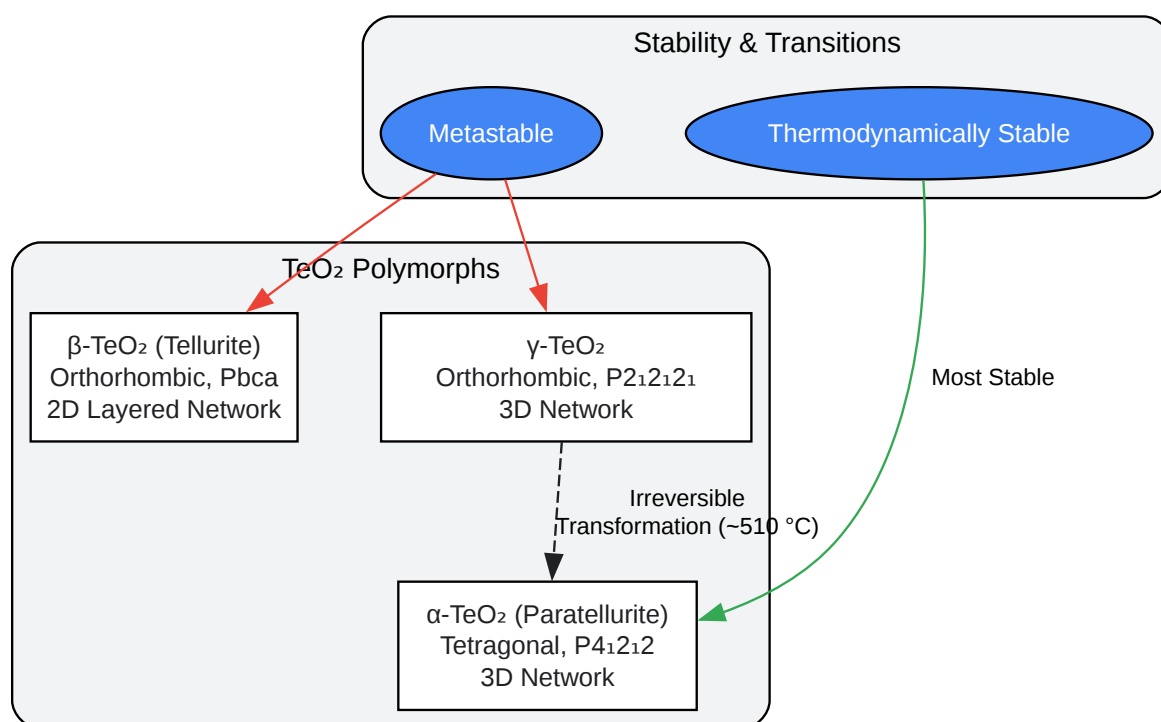 Stability & Transitions
Metastable
Thermodynamically Stable
TeO₂ Polymorphs
β-TeO₂ (Tellurite)
Orthorhombic, Pbca
2D Layered Network
γ-TeO₂
Orthorhombic, P2₁2₁2₁
3D Network
Most Stable
Irreversible
Transformation (~510 °C)
α-TeO₂ (Paratellurite)
Tetragonal, P4₁2₁2
3D Network